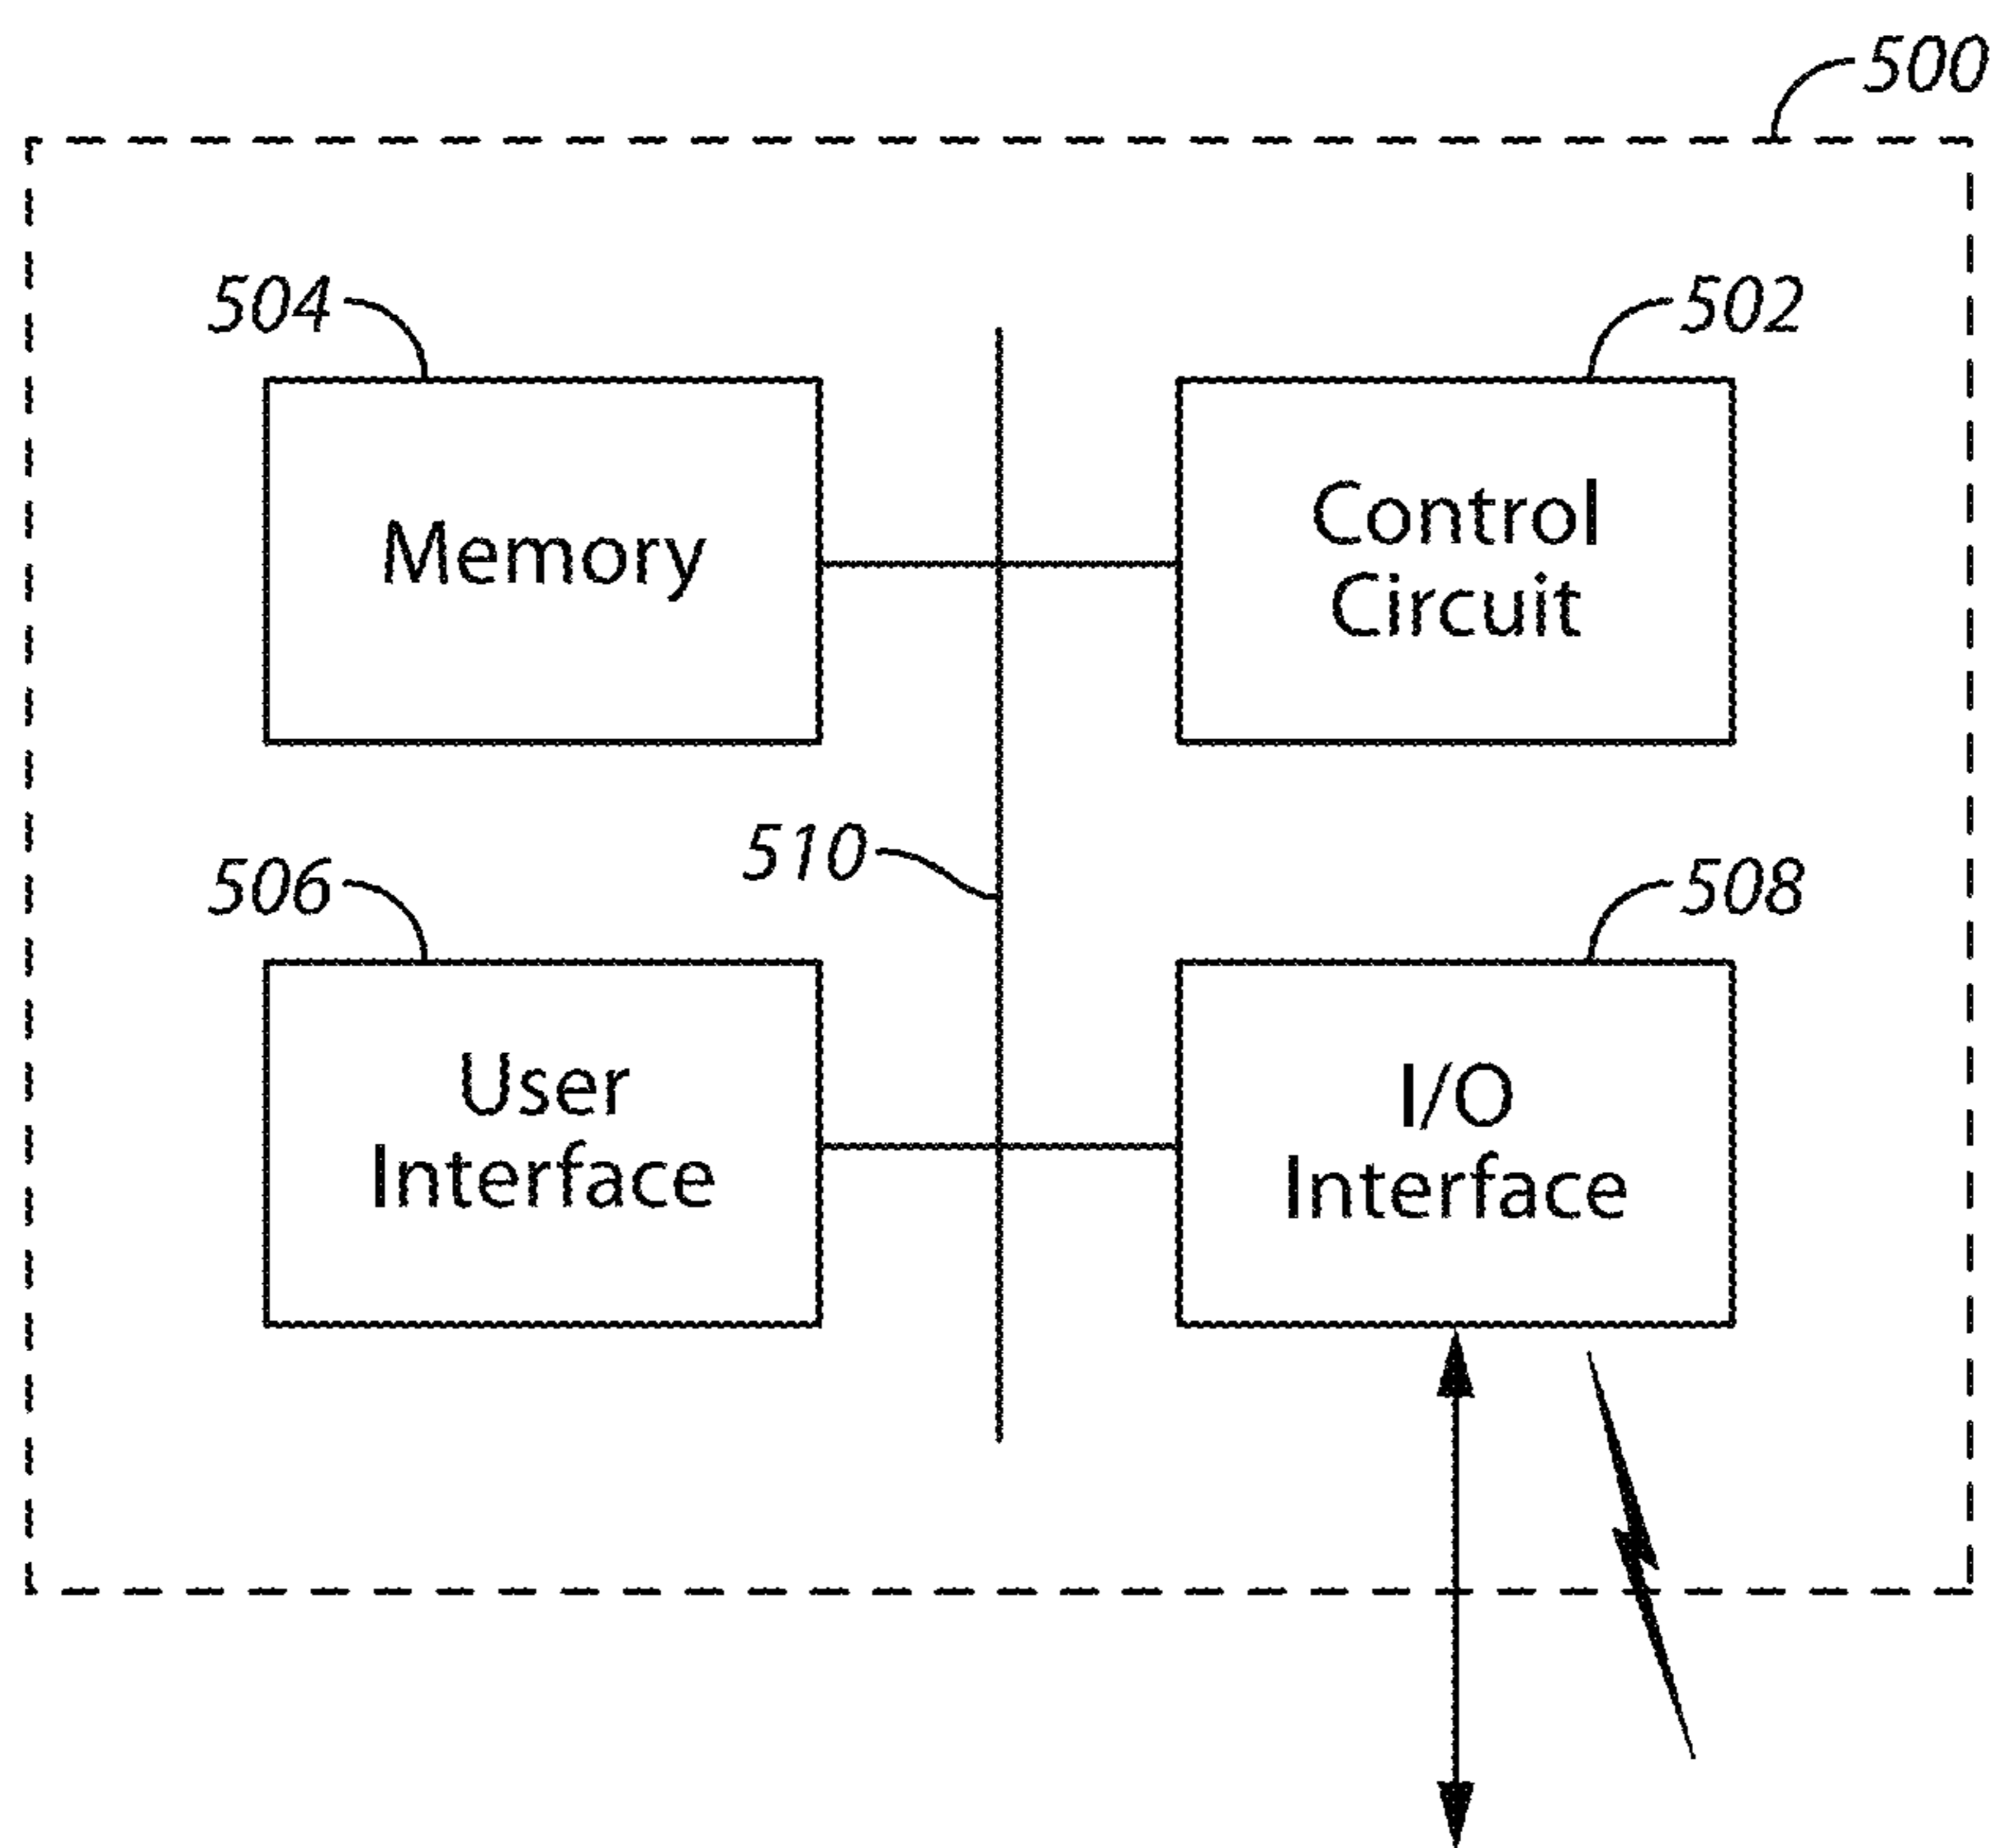 500
504
502
Memory
Control
Circuit
510
506
508
User
Interface
I/O
Interface